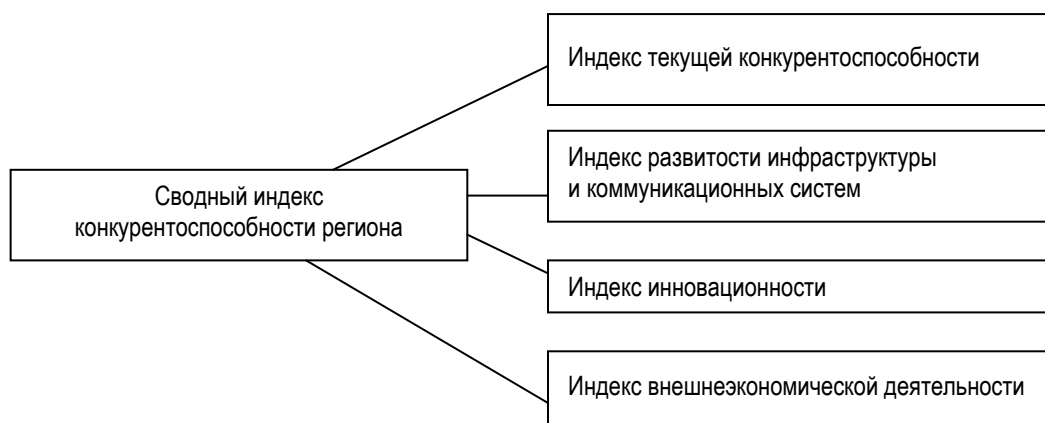 Индекс текущей конкурентоспособности
Индекс развитости инфраструктуры
и коммуникационных систем
Сводный индекс
конкурентоспособности региона
Индекс инновационности
Индекс внешнеэкономической деятельности